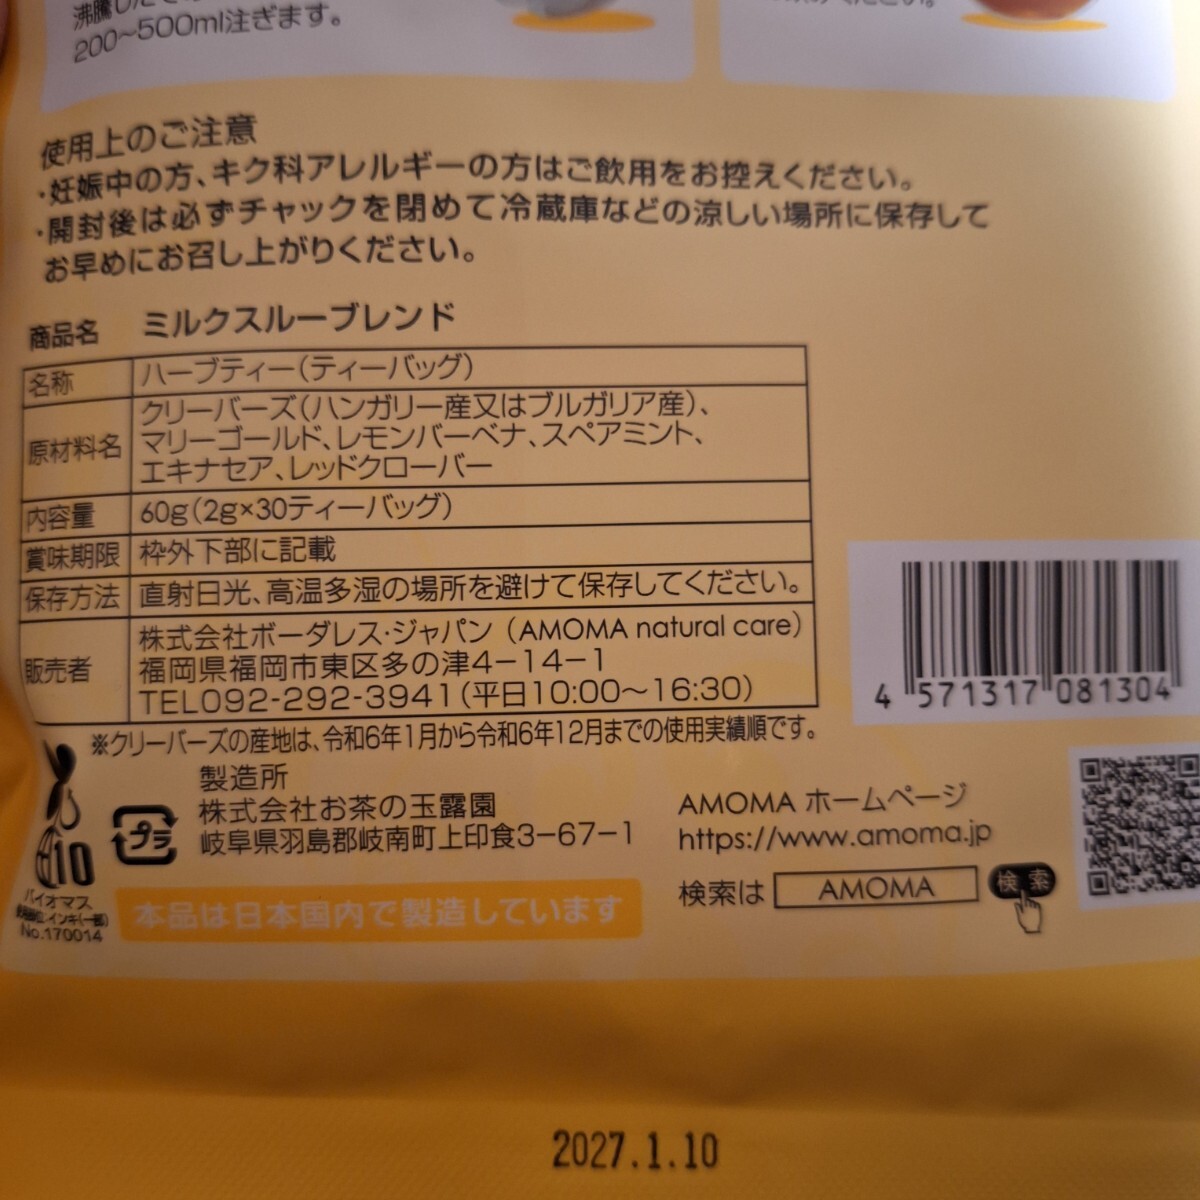 200~500ml注ぎます。
使用上のご注意
・妊娠中の方、キク科アレルギーの方はご飲用をお控えください。
・開封後は必ずチャックを閉めて冷蔵庫などの涼しい場所に保存して
お早めにお召し上がりください。
商品名 ミルクスルーブレンド
名称 ハーブティー(ティーバッグ)
原材料名 クリーバーズ(ハンガリー産又はブルガリア産)、
マリーゴールド、レモンバーベナ、スペアミント、
エキナセア、レッドクローバー
内容量 60g(2g×30ティーバッグ)
賞味期限 枠外下部に記載
保存方法 直射日光、高温多湿の場所を避けて保存してください。
販売者 株式会社ボーダレス・ジャパン(AMOMA natural care)
福岡県福岡市東区多の津4-14-1
TEL092-292-3941(平日10:00~16:30)
※クリーバーズの産地は、令和6年1月から令和6年12月までの使用実績順です。
4 571317 081304
製造所
株式会社お茶の玉露園
岐阜県羽島郡岐南町上印食3-67-1
プラ
10
バイオマス
No.170014
本品は日本国内で製造しています
AMOMA ホームページ
https://www.amoma.jp
検索は AMOMA 検索
2027.1.10